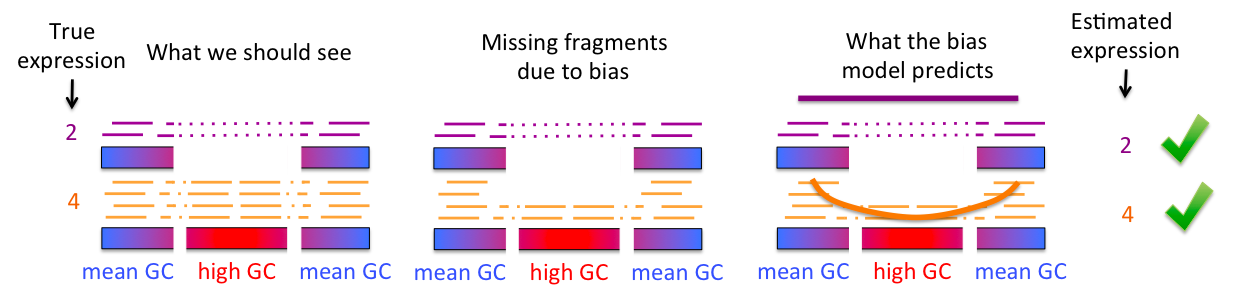 True
expression
What we should see
Missing fragments
due to bias
What the bias
model predicts
Estimated
expression
2
2
4
4
mean GC high GC mean GC
mean GC high GC mean GC
mean GC high GC mean GC